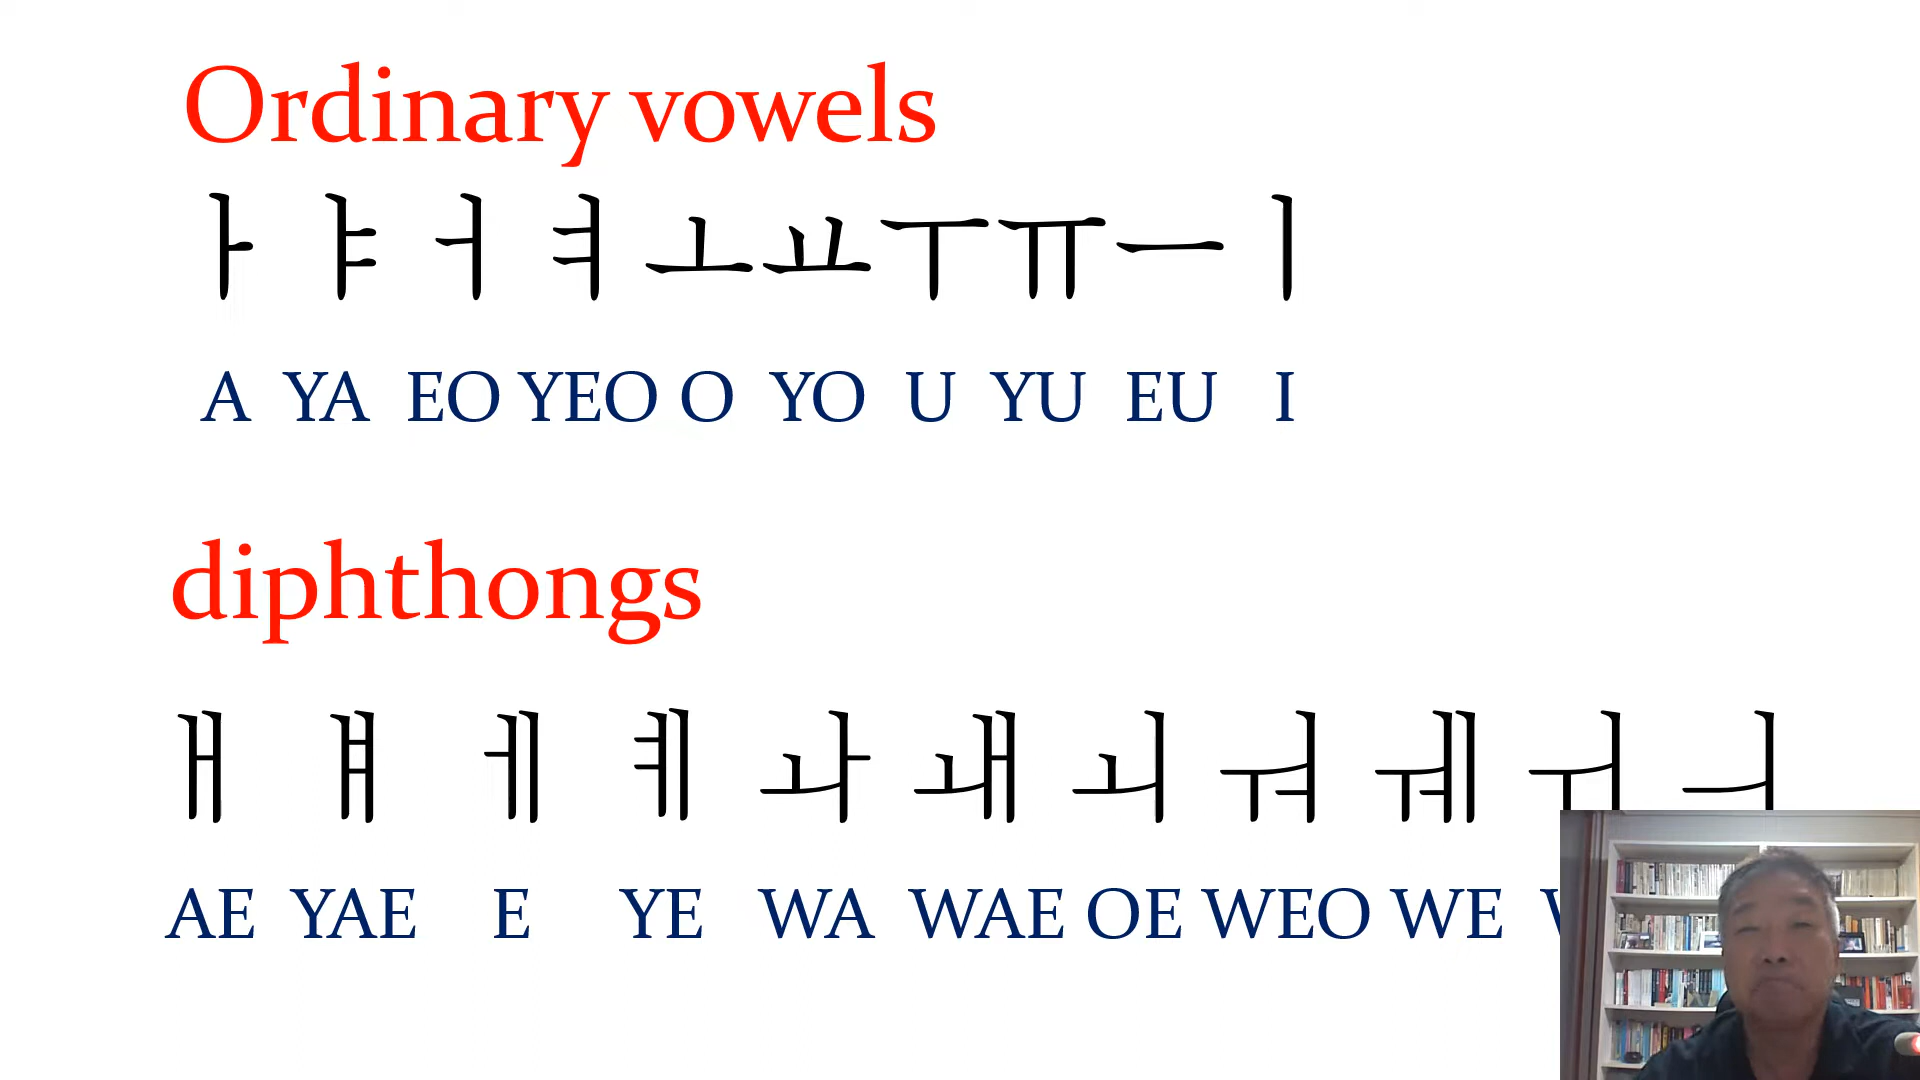 Ordinary vowels
ㅏ ㅑ ㅓ ㅕ ㅗ ㅛ ㅜ ㅠ ㅡ ㅣ
A YA EO YEO O YO U YU EU I
diphthongs
ㅐ ㅒ ㅔ ㅖ ㅘ ㅙ ㅚ ㅝ ㅞ ㅟ ㅢ
AE YAE E YE WA WAE OE WEO WE